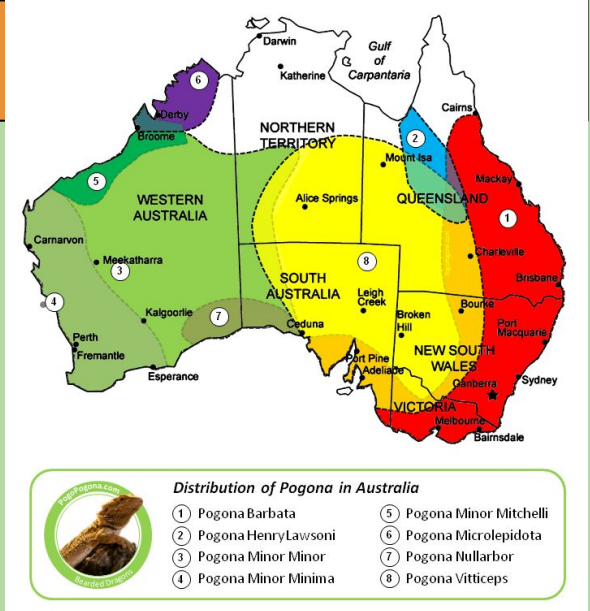 Darwin
Gulf
of
Carpantaria
Katherine
6
Derby
Broome
Cairns
NORTHERN
TERRITORY
2
Mount Isa
5
Mackay
WESTERN
AUSTRALIA
Alice Springs
QUEENSLAND
1
Carnarvon
Meekatharra
3
Charleville
8
SOUTH
AUSTRALIA
Brisbane
4
Leigh
Creek
Kalgoorlie
7
Bourke
Broken
Hill
Ceduna
Port
Macquarie
Perth
Fremantle
Port Pine
Adeliade
NEW SOUTH
WALES
Esperance
Canberra
Sydney
VICTORIA
Melbourne
Bairnsdale
PogoPogona.com
Bearded Dragons
Distribution of Pogona in Australia
1 Pogona Barbata
2 Pogona HenryLawsoni
3 Pogona Minor Minor
4 Pogona Minor Minima
5 Pogona Minor Mitchelli
6 Pogona Microlepidota
7 Pogona Nullarbor
8 Pogona Vitticeps